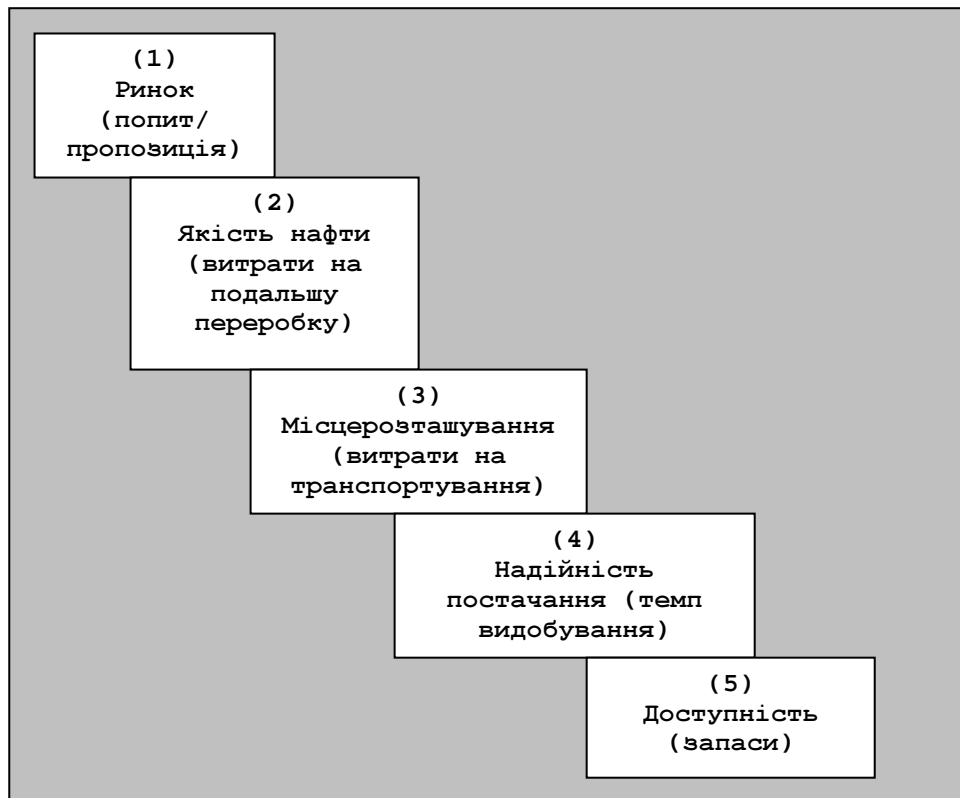 (1)
Ринок
(попит/
пропозиція)
(2)
Якість нафти
(витрати на
подальшу
переробку)
(3)
Місцерозташування
(витрати на
транспортування)
(4)
Надійність
постачання (темп
видобування)
(5)
Доступність
(запаси)